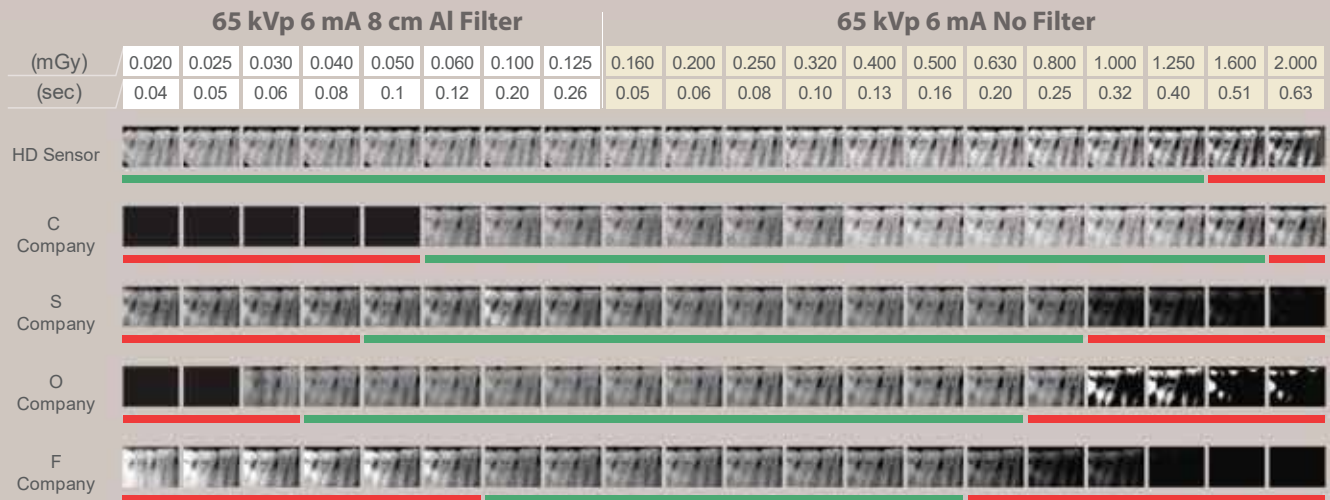 65 kVp 6 mA 8 cm Al Filter 65 kVp 6 mA No Filter
(mGy) 0.020 0.025 0.030 0.040 0.050 0.060 0.100 0.125 0.160 0.200 0.250 0.320 0.400 0.500 0.630 0.800 1.000 1.250 1.600 2.000
(sec) 0.04 0.05 0.06 0.08 0.1 0.12 0.20 0.26 0.05 0.06 0.08 0.10 0.13 0.16 0.20 0.25 0.32 0.40 0.51 0.63
HD Sensor
C
Company
S
Company
O
Company
F
Company